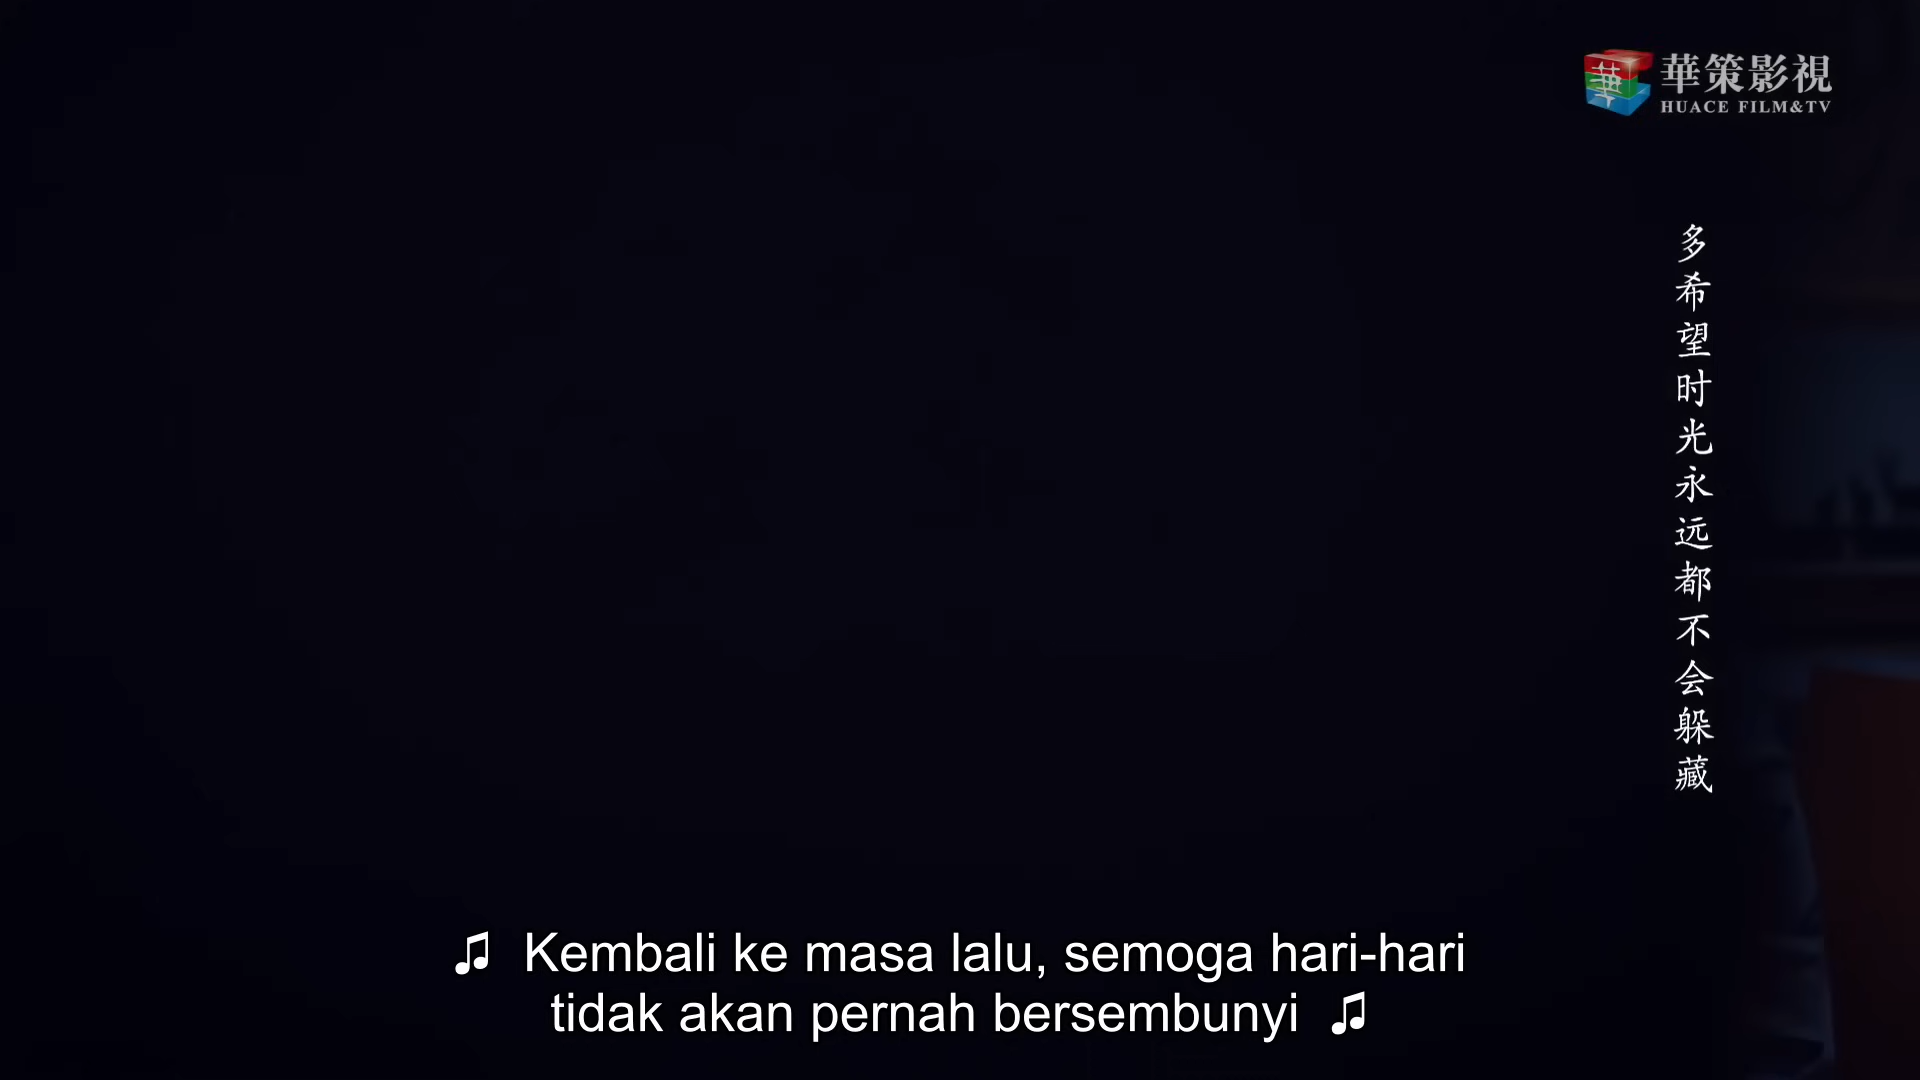 華策影視
HUACE FILM&TV
多希望时光永远都不会躲藏
♫ Kembali ke masa lalu, semoga hari-hari
tidak akan pernah bersembunyi ♫